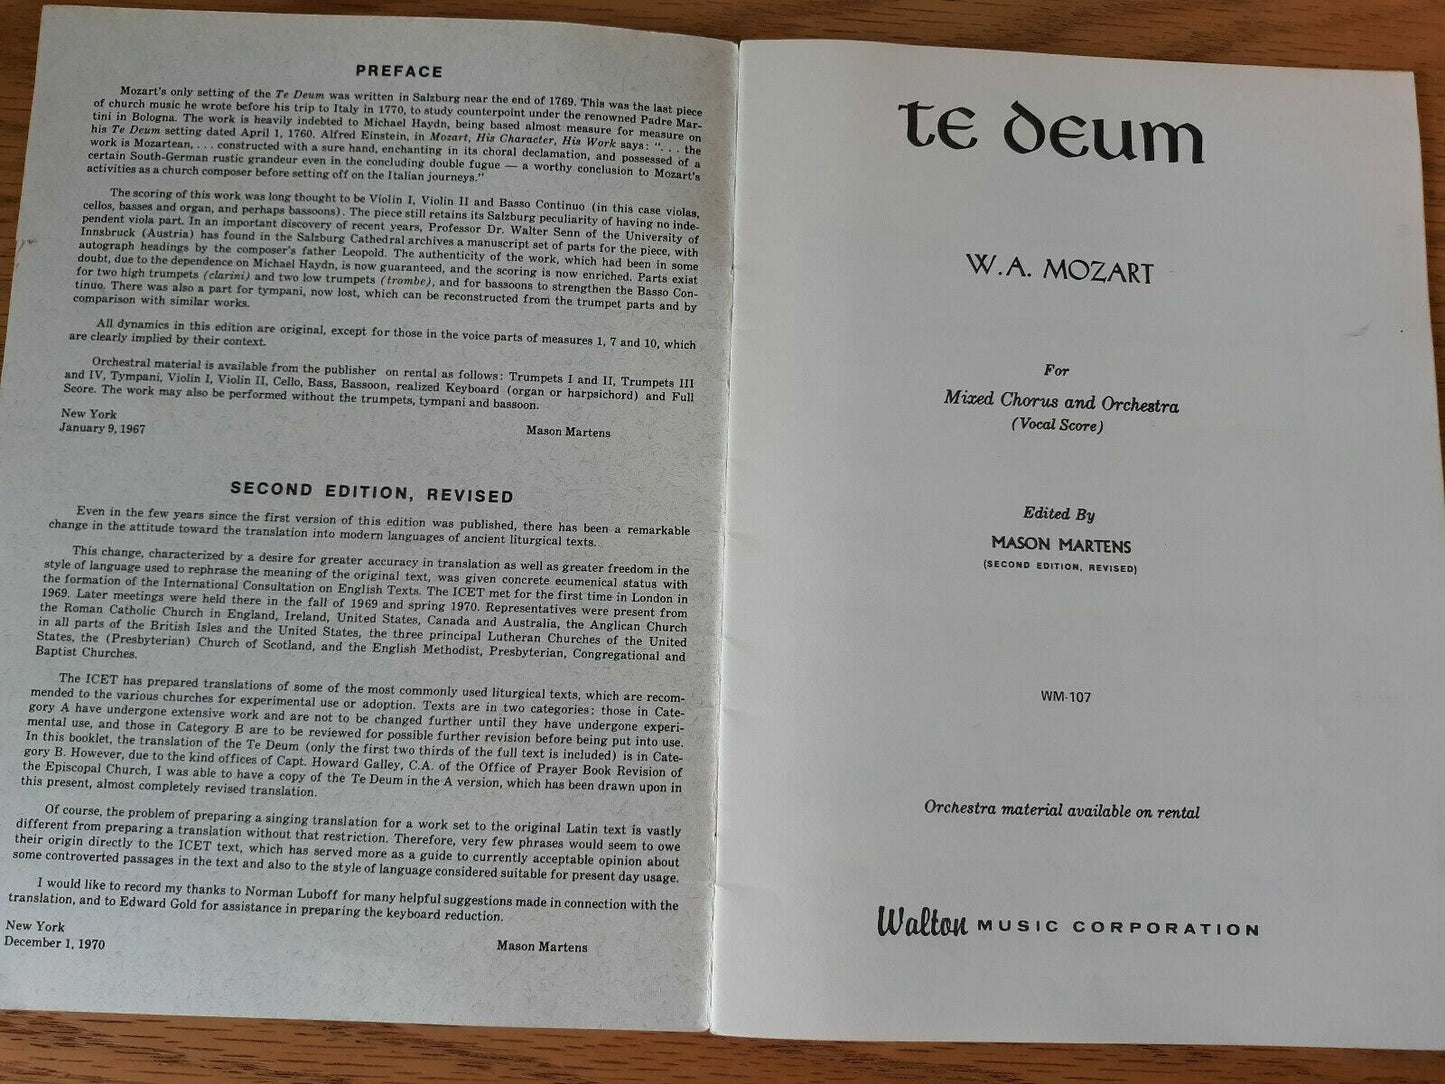 PREFACE
Mozart's only setting of the Te Deum was written in Salzburg near the end of 1769. This was the last piece
of church music he wrote before his trip to Italy in 1770, to study counterpoint under the renowned Padre Mar-
tini in Bologna. The work is heavily indebted to Michael Haydn, being based almost measure for measure on
his Te Deum setting dated April 1, 1760. Alfred Einstein, in Mozart, His Character, His Work says: ". . . the
work is Mozartean, . . . constructed with a sure hand, enchanting in its choral declamation, and possessed of a
certain South-German rustic grandeur even in the concluding double fugue — a worthy conclusion to Mozart's
activities as a church composer before setting off on the Italian journeys."
The scoring of this work was long thought to be Violin I, Violin II and Basso Continuo (in this case violas,
cellos, basses and organ, and perhaps bassoons). The piece still retains its Salzburg peculiarity of having no inde-
pendent viola part. In an important discovery of recent years, Professor Dr. Walter Senn of the University of
Innsbruck (Austria) has found in the Salzburg Cathedral archives a manuscript set of parts for the piece, with
autograph headings by the composer's father Leopold. The authenticity of the work, which had been in some
doubt, due to the dependence on Michael Haydn, is now guaranteed, and the scoring is now enriched. Parts exist
for two high trumpets (clarini) and two low trumpets (trombe), and for bassoons to strengthen the Basso Con-
tinuo. There was also a part for tympani, now lost, which can be reconstructed from the trumpet parts and by
comparison with similar works.
All dynamics in this edition are original, except for those in the voice parts of measures 1, 7 and 10, which
are clearly implied by their context.
Orchestral material is available from the publisher on rental as follows: Trumpets I and II, Trumpets III
and IV, Tympani, Violin I, Violin II, Cello, Bass, Bassoon, realized Keyboard (organ or harpsichord) and Full
Score. The work may also be performed without the trumpets, tympani and bassoon.
New York
January 9, 1967
Mason Martens
SECOND EDITION, REVISED
Even in the few years since the first version of this edition was published, there has been a remarkable
change in the attitude toward the translation into modern languages of ancient liturgical texts.
This change, characterized by a desire for greater accuracy in translation as well as greater freedom in the
style of language used to rephrase the meaning of the original text, was given concrete ecumenical status with
the formation of the International Consultation on English Texts. The ICET met for the first time in London in
1969. Later meetings were held there in the fall of 1969 and spring 1970. Representatives were present from
the Roman Catholic Church in England, Ireland, United States, Canada and Australia, the Anglican Church
in all parts of the British Isles and the United States, the three principal Lutheran Churches of the United
States, the (Presbyterian) Church of Scotland, and the English Methodist, Presbyterian, Congregational and
Baptist Churches.
The ICET has prepared translations of some of the most commonly used liturgical texts, which are recom-
mended to the various churches for experimental use or adoption. Texts are in two categories: those in Cate-
gory A have undergone extensive work and are not to be changed further until they have undergone experi-
mental use, and those in Category B are to be reviewed for possible further revision before being put into use.
In this booklet, the translation of the Te Deum (only the first two thirds of the full text is included) is in Cate-
gory B. However, due to the kind offices of Capt. Howard Galley, C.A. of the Office of Prayer Book Revision of
the Episcopal Church, I was able to have a copy of the Te Deum in the A version, which has been drawn upon in
this present, almost completely revised translation.
Of course, the problem of preparing a singing translation for a work set to the original Latin text is vastly
different from preparing a translation without that restriction. Therefore, very few phrases would seem to owe
their origin directly to the ICET text, which has served more as a guide to currently acceptable opinion about
some controverted passages in the text and also to the style of language considered suitable for present day usage.
I would like to record my thanks to Norman Luboff for many helpful suggestions made in connection with the
translation, and to Edward Gold for assistance in preparing the keyboard reduction.
New York
December 1, 1970
Mason Martens
te deum
W. A. MOZART
For
Mixed Chorus and Orchestra
(Vocal Score)
Edited By
MASON MARTENS
(SECOND EDITION, REVISED)
WM-107
Orchestra material available on rental
Walton MUSIC CORPORATION